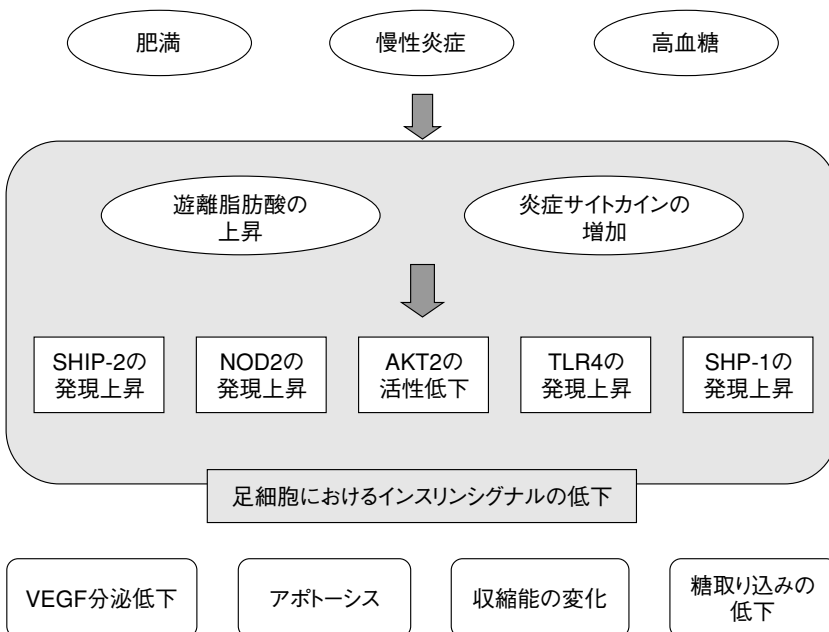 肥満
慢性炎症
高血糖
遊離脂肪酸の
上昇
炎症サイトカインの
増加
SHIP-2の
発現上昇
NOD2の
発現上昇
AKT2の
活性低下
TLR4の
発現上昇
SHP-1の
発現上昇
足細胞におけるインスリンシグナルの低下
VEGF分泌低下
アポトーシス
収縮能の変化
糖取り込みの
低下